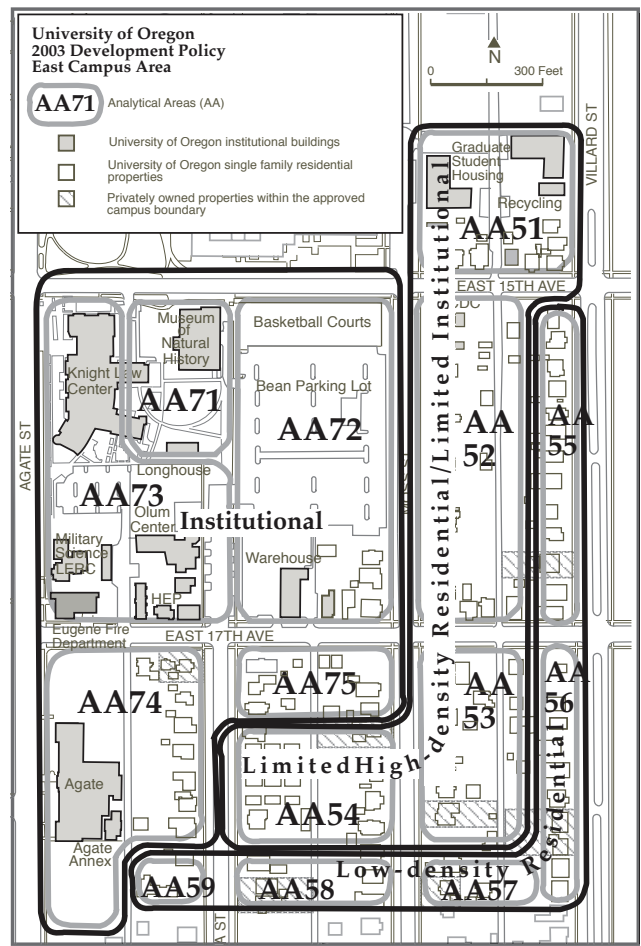 University of Oregon
2003 Development Policy
East Campus Area
AA71
Analytical Areas (AA)
University of Oregon institutional buildings
University of Oregon single family residential
properties
Privately owned properties within the approved
campus boundary
N
0 300 Feet
VILLARD ST
Graduate
Student
Housing
Recycling
AA51
EAST 15TH AVE
Limited High-density Residential/Limited Institutional
Museum
of
Natural
History
Basketball Courts
Knight Law
Center
Bean Parking Lot
AA71
AA72
AA
52
AA
55
AGATE ST
Longhouse
AA73
Olum
Center
Institutional
Military
Science
LERC
Warehouse
HEP
Eugene Fire
Department
EAST 17TH AVE
AA74
AA75
AA
53
AA
56
Agate
AA54
Agate
Annex
Low-density Residential
AA59
AA58
AA57
A ST